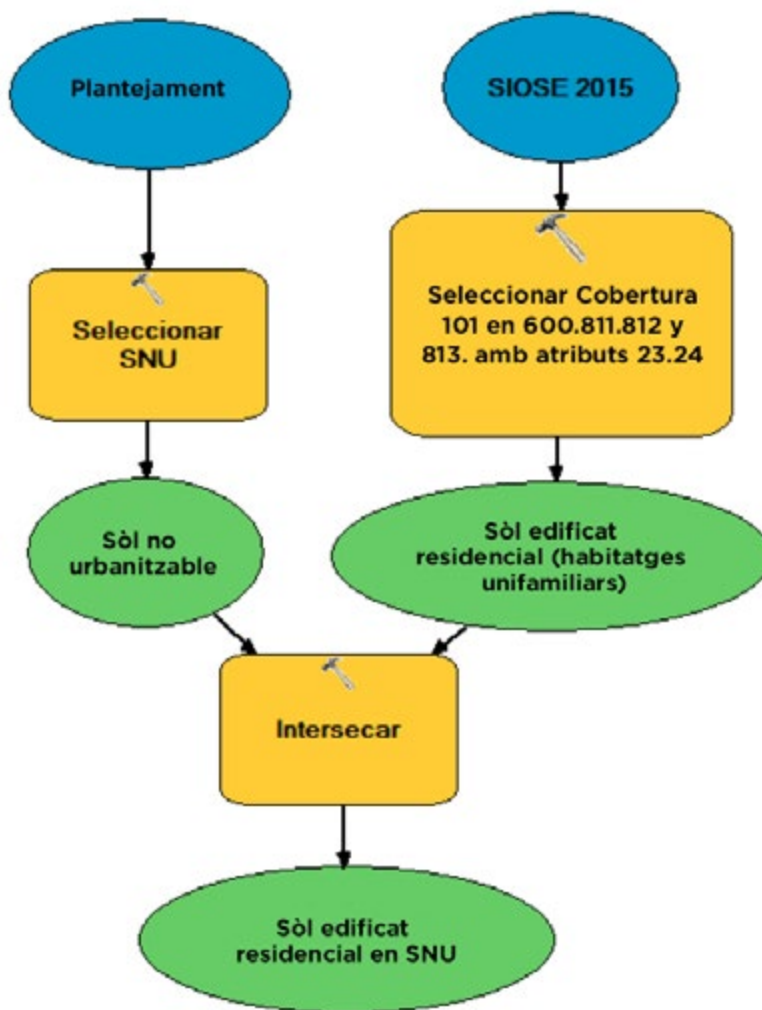 Plantejament
SIOSE 2015
Seleccionar
SNU
Seleccionar Cobertura
101 en 600.811.812 y
813. amb atributs 23.24
Sòl no
urbanitzable
Sòl edificat
residencial (habitatges
unifamiliars)
Intersecar
Sòl edificat
residencial en SNU